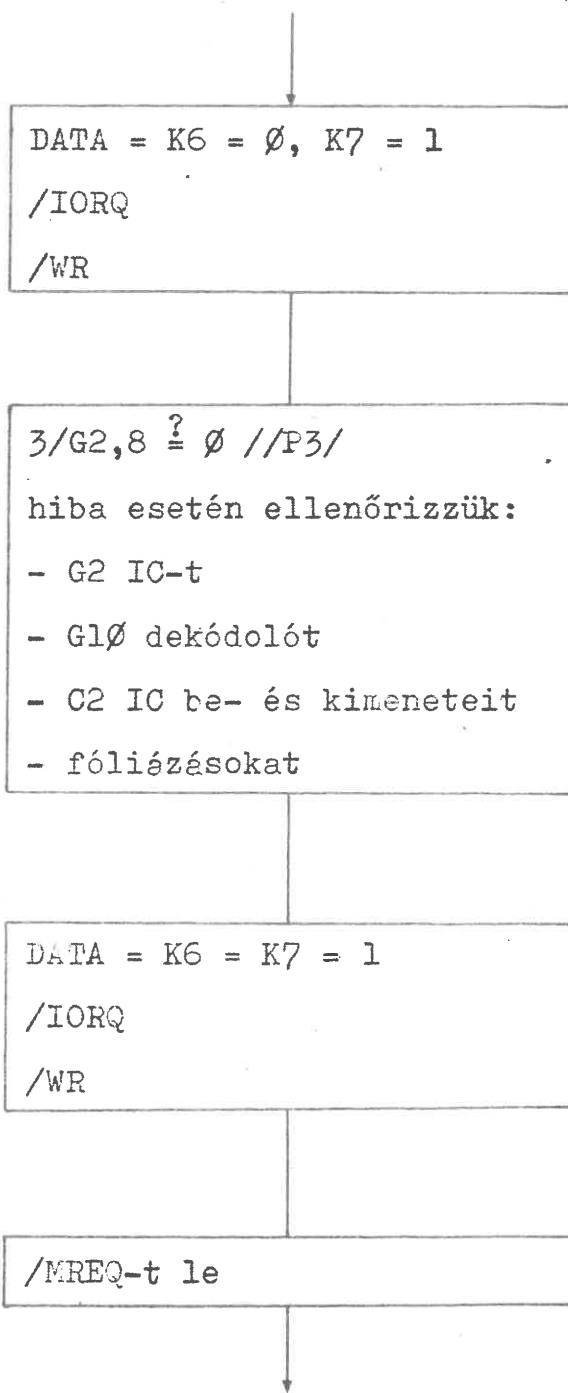 DATA = K6 = Ø, K7 = 1
/IORQ
/WR
3/G2,8 ≟ Ø //P3/
hiba esetén ellenőrizzük:
- G2 IC-t
- G1Ø dekódolót
- C2 IC be- és kimeneteit
- fóliázásokat
DATA = K6 = K7 = 1
/IORQ
/WR
/MREQ-t le